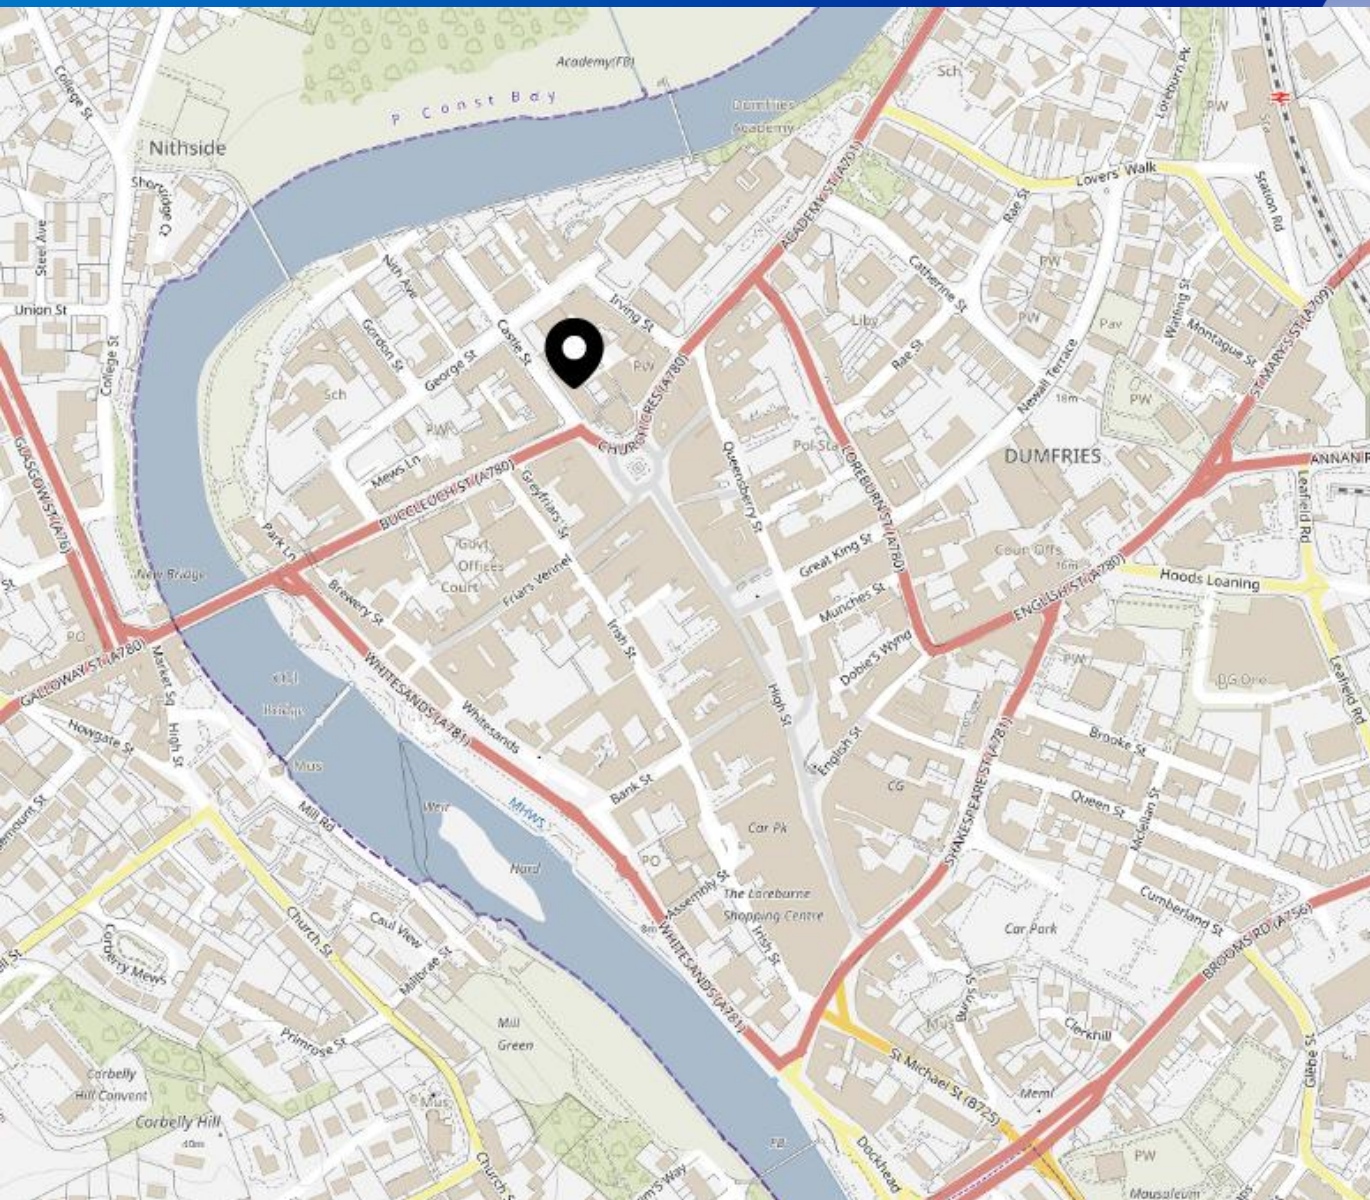 Academy(FB)
Sch
College St
P Const Bdy
Dumfries
Academy
Loreburn Pk
PW
Sta
Nithside
ACADEMY ST (A701)
Lovers' Walk
Shortridge Ct
Rae St
Station Rd
Steel Ave
Nith Ave
Catherine St
PW
Union St
Irving St
Liby
PW
Pav
Watling St
Montague St
ST MARY'S ST (A709)
College St
Gordon St
Castle St
George St
PW
Rae St
Newall Terrace
Sch
18m
PW
PW
CHURCH CRES (A780)
Queensberry St
Pol Sta
LOREBURN ST (A780)
DUMFRIES
ANNAN R
GLASGOW ST (A76)
Mews Ln
BUCCLEUCH ST (A780)
Greyfriars' St
Leafield Rd
Park Ln
Govt
Offices
Court
Friars Vennel
Great King St
Coun Offs
16m
ENGLISH ST (A780)
Hoods Loaning
St
New Bridge
Brewery St
Munches St
PO
GALLOWAY ST (A780)
Market Sq
Irish St
Dobie'S Wynd
PW
DG One
Leafield Rd
Old
Bridge
WHITESANDS (A781)
Whitesands
High St
Howgate St
High St
English St
Brooke St
Mus
Bank St
CG
SHAKESPEARE ST (A781)
Queen St
Mclellan St
Mill Rd
Weir
MHWS
Car Pk
PO
Hard
Assembly St
The Loreburne
Shopping Centre
Cumberland St
8m
Irish St
Church St
Caul View
Millbrae St
Car Park
BROOMS RD (A756)
Corberry Mews
WHITESANDS (A781)
Burns St
Mus
Clerkhill
Primrose St
Mill
Green
St Michael St (B725)
Glebe St
Corbelly
Hill Convent
Meml
Corbelly Hill
40m
Mus
FB
Dockhead
PW
Church S
m'S Way
Mausoleum